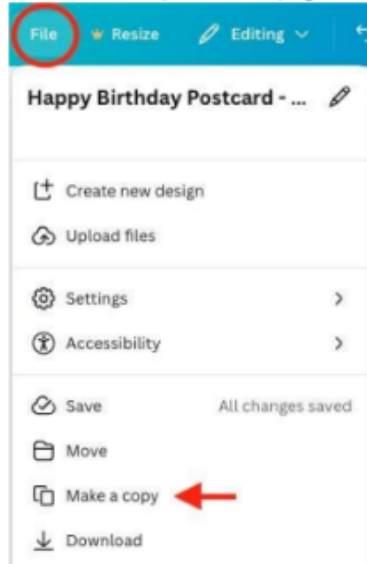 File Resize Editing
Happy Birthday Postcard - ...
Create new design
Upload files
Settings
Accessibility
Save All changes saved
Move
Make a copy
Download